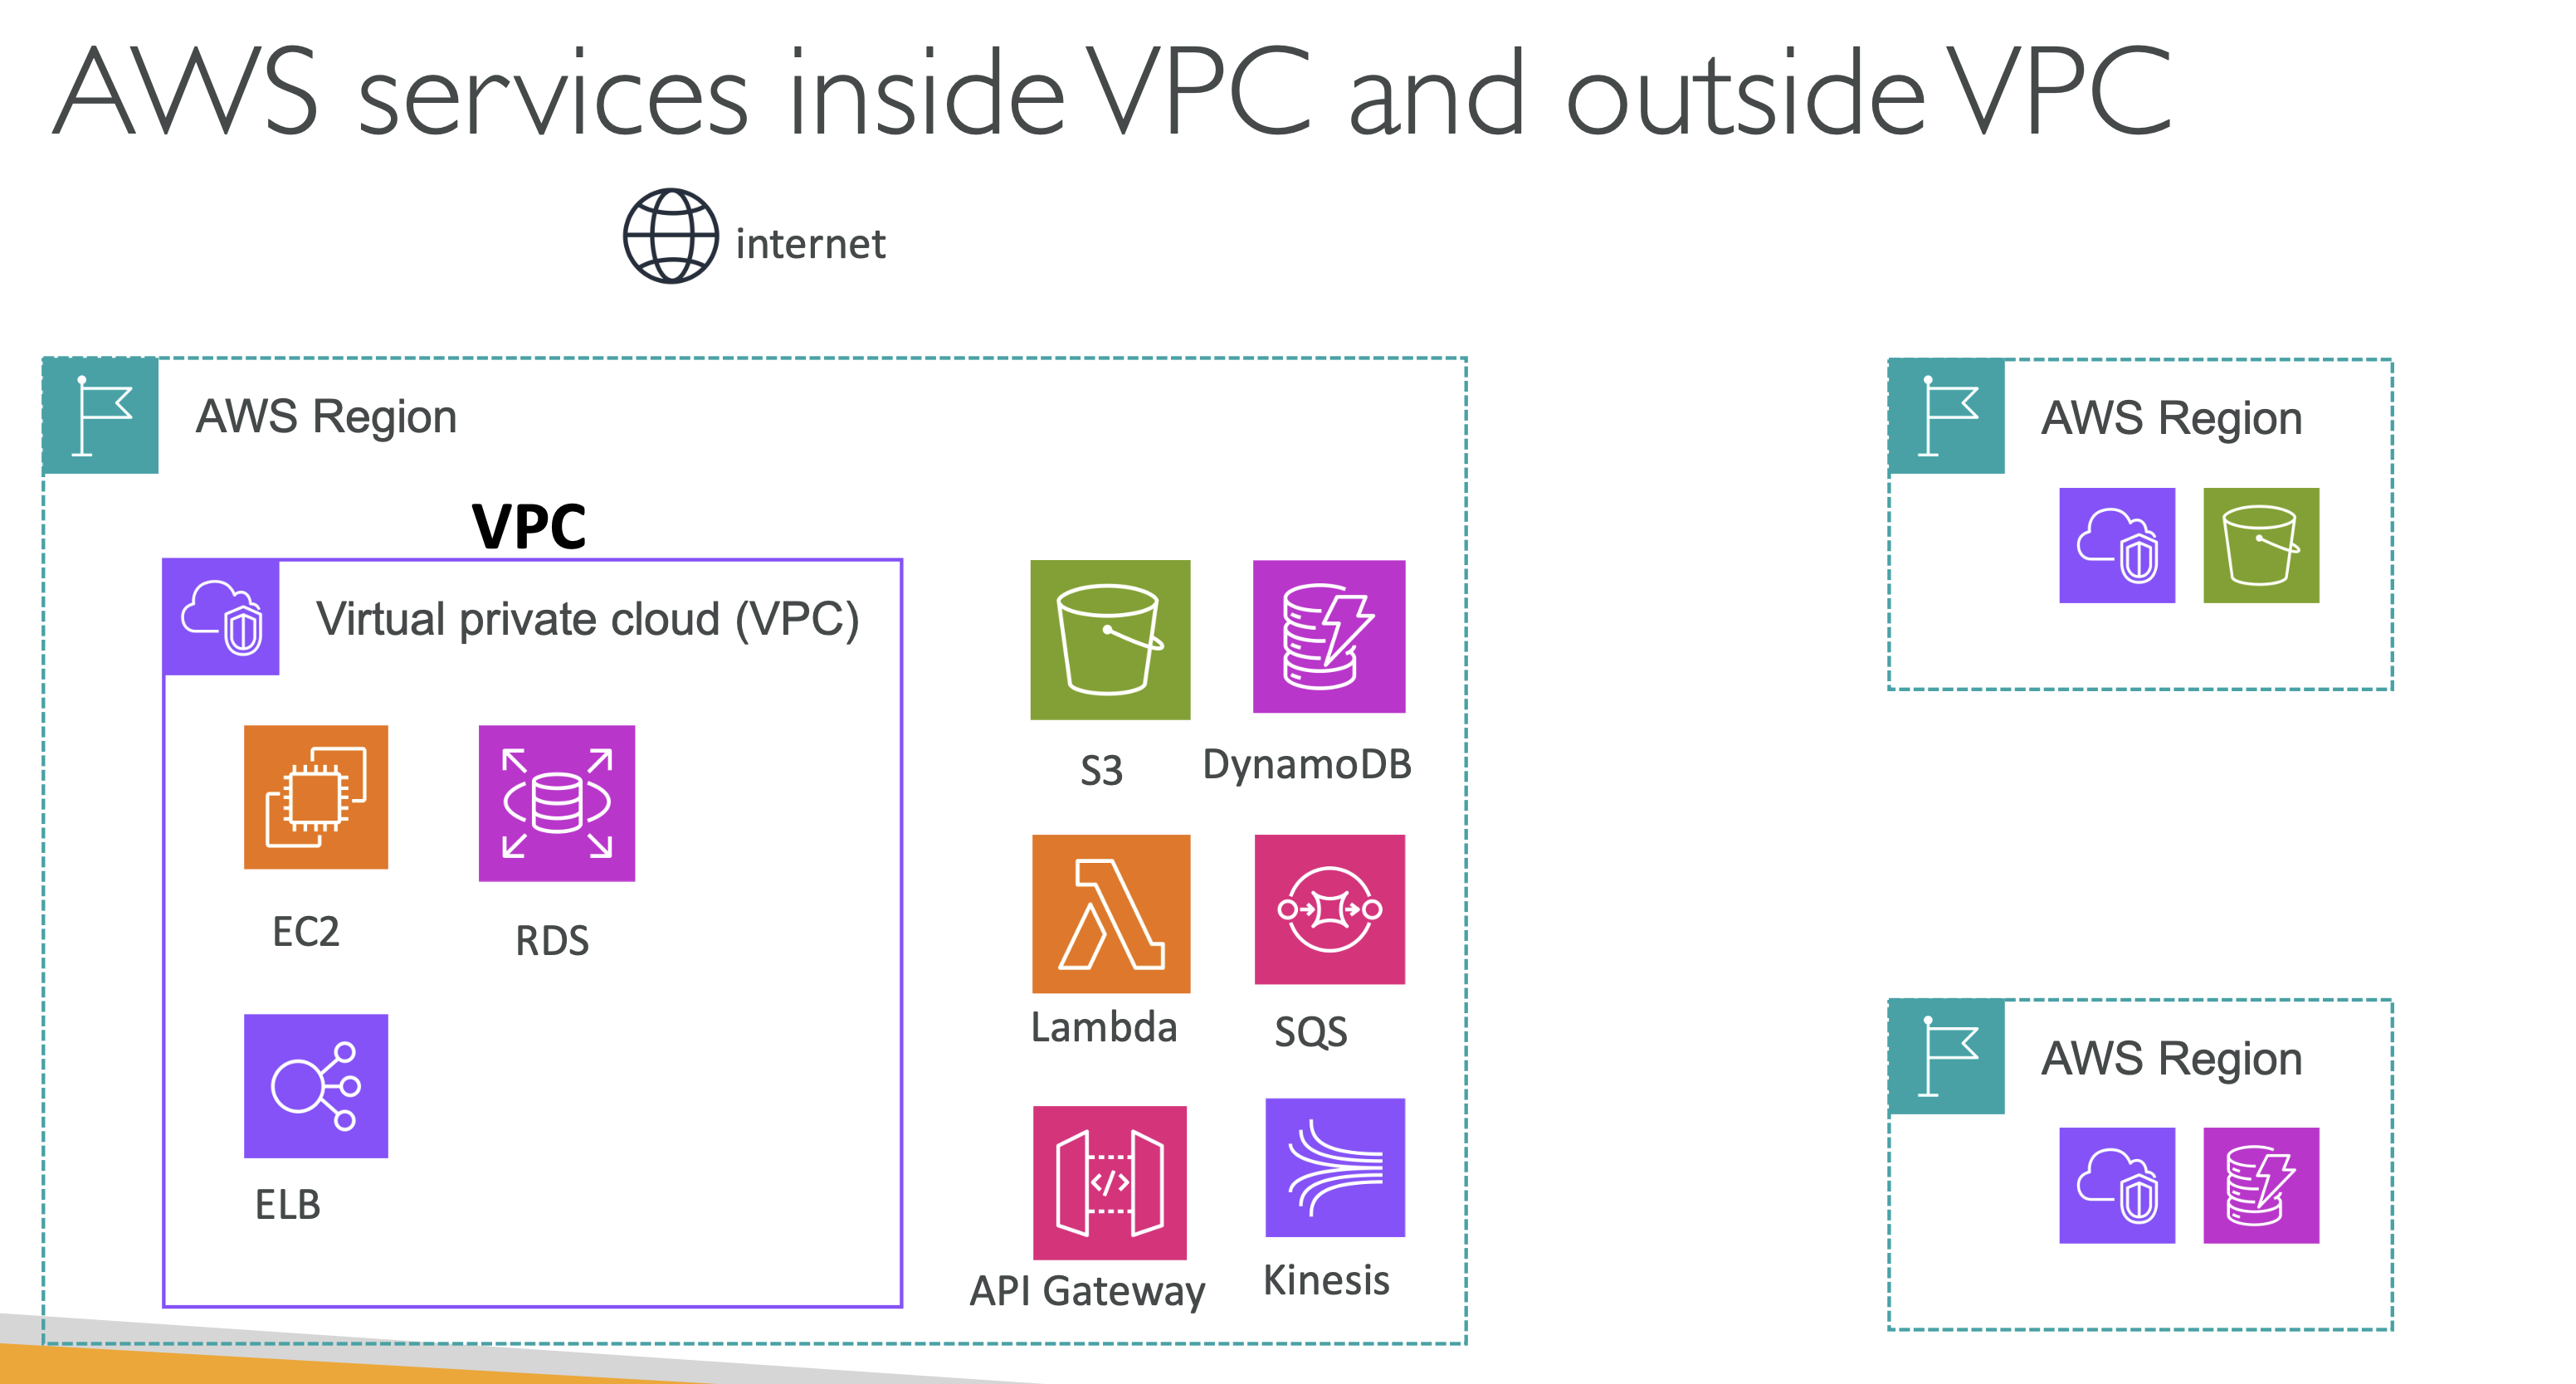 AWS services inside VPC and outside VPC
internet
AWS Region
VPC
Virtual private cloud (VPC)
EC2
RDS
ELB
S3
DynamoDB
Lambda
SQS
API Gateway
Kinesis
AWS Region
AWS Region